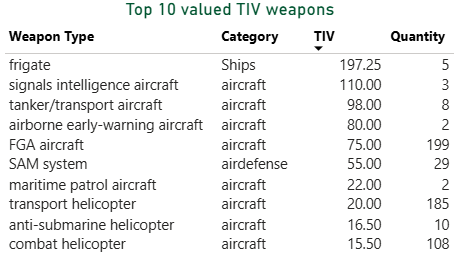 Top 10 valued TIV weapons
Weapon Type Category TIV Quantity
frigate Ships 197.25 5
signals intelligence aircraft aircraft 110.00 3
tanker/transport aircraft aircraft 98.00 8
airborne early-warning aircraft aircraft 80.00 2
FGA aircraft aircraft 75.00 199
SAM system airdefense 55.00 29
maritime patrol aircraft aircraft 22.00 2
transport helicopter aircraft 20.00 185
anti-submarine helicopter aircraft 16.50 10
combat helicopter aircraft 15.50 108